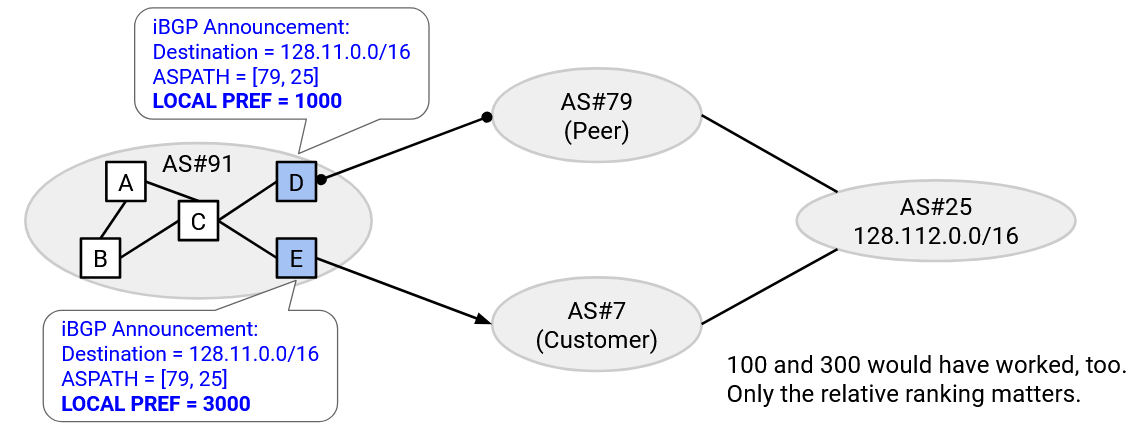 iBGP Announcement:
Destination = 128.11.0.0/16
ASPATH = [79, 25]
LOCAL PREF = 1000
AS#79
(Peer)
AS#91
A
D
C
B
E
AS#25
128.112.0.0/16
AS#7
(Customer)
iBGP Announcement:
Destination = 128.11.0.0/16
ASPATH = [79, 25]
LOCAL PREF = 3000
100 and 300 would have worked, too.
Only the relative ranking matters.